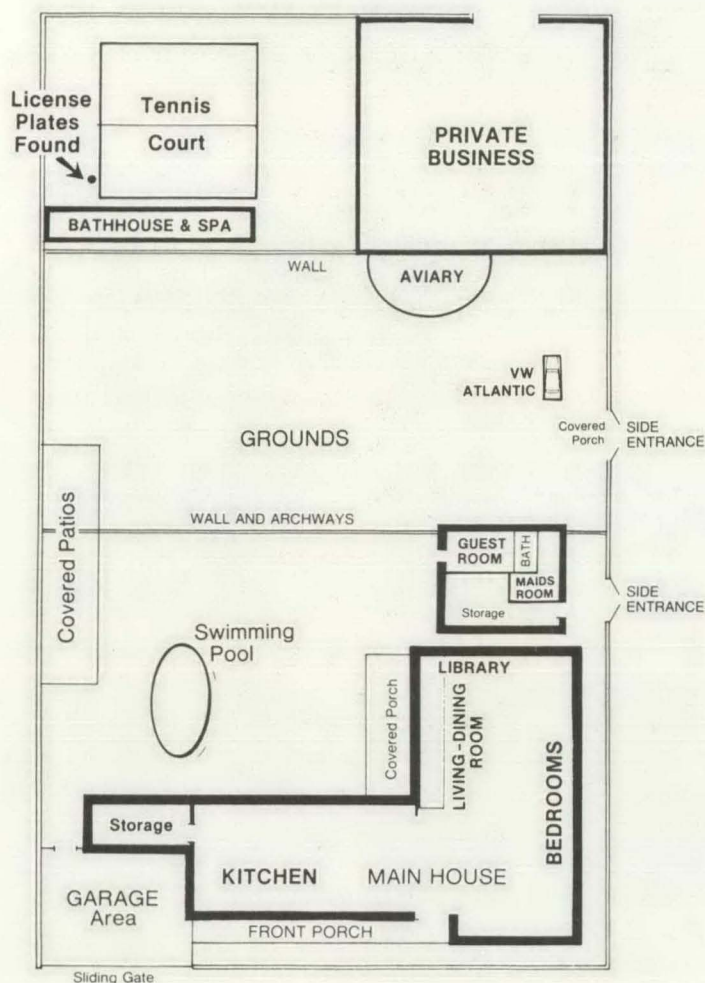 License
Plates
Found
Tennis
Court
PRIVATE
BUSINESS
BATHHOUSE & SPA
WALL
AVIARY
VW
ATLANTIC
Covered
Porch
SIDE
ENTRANCE
GROUNDS
WALL AND ARCHWAYS
Covered Patios
GUEST
ROOM
BATH
MAIDS
ROOM
Storage
SIDE
ENTRANCE
Swimming
Pool
LIBRARY
Covered Porch
LIVING-DINING
ROOM
BEDROOMS
Storage
KITCHEN
MAIN HOUSE
GARAGE
Area
FRONT PORCH
Sliding Gate